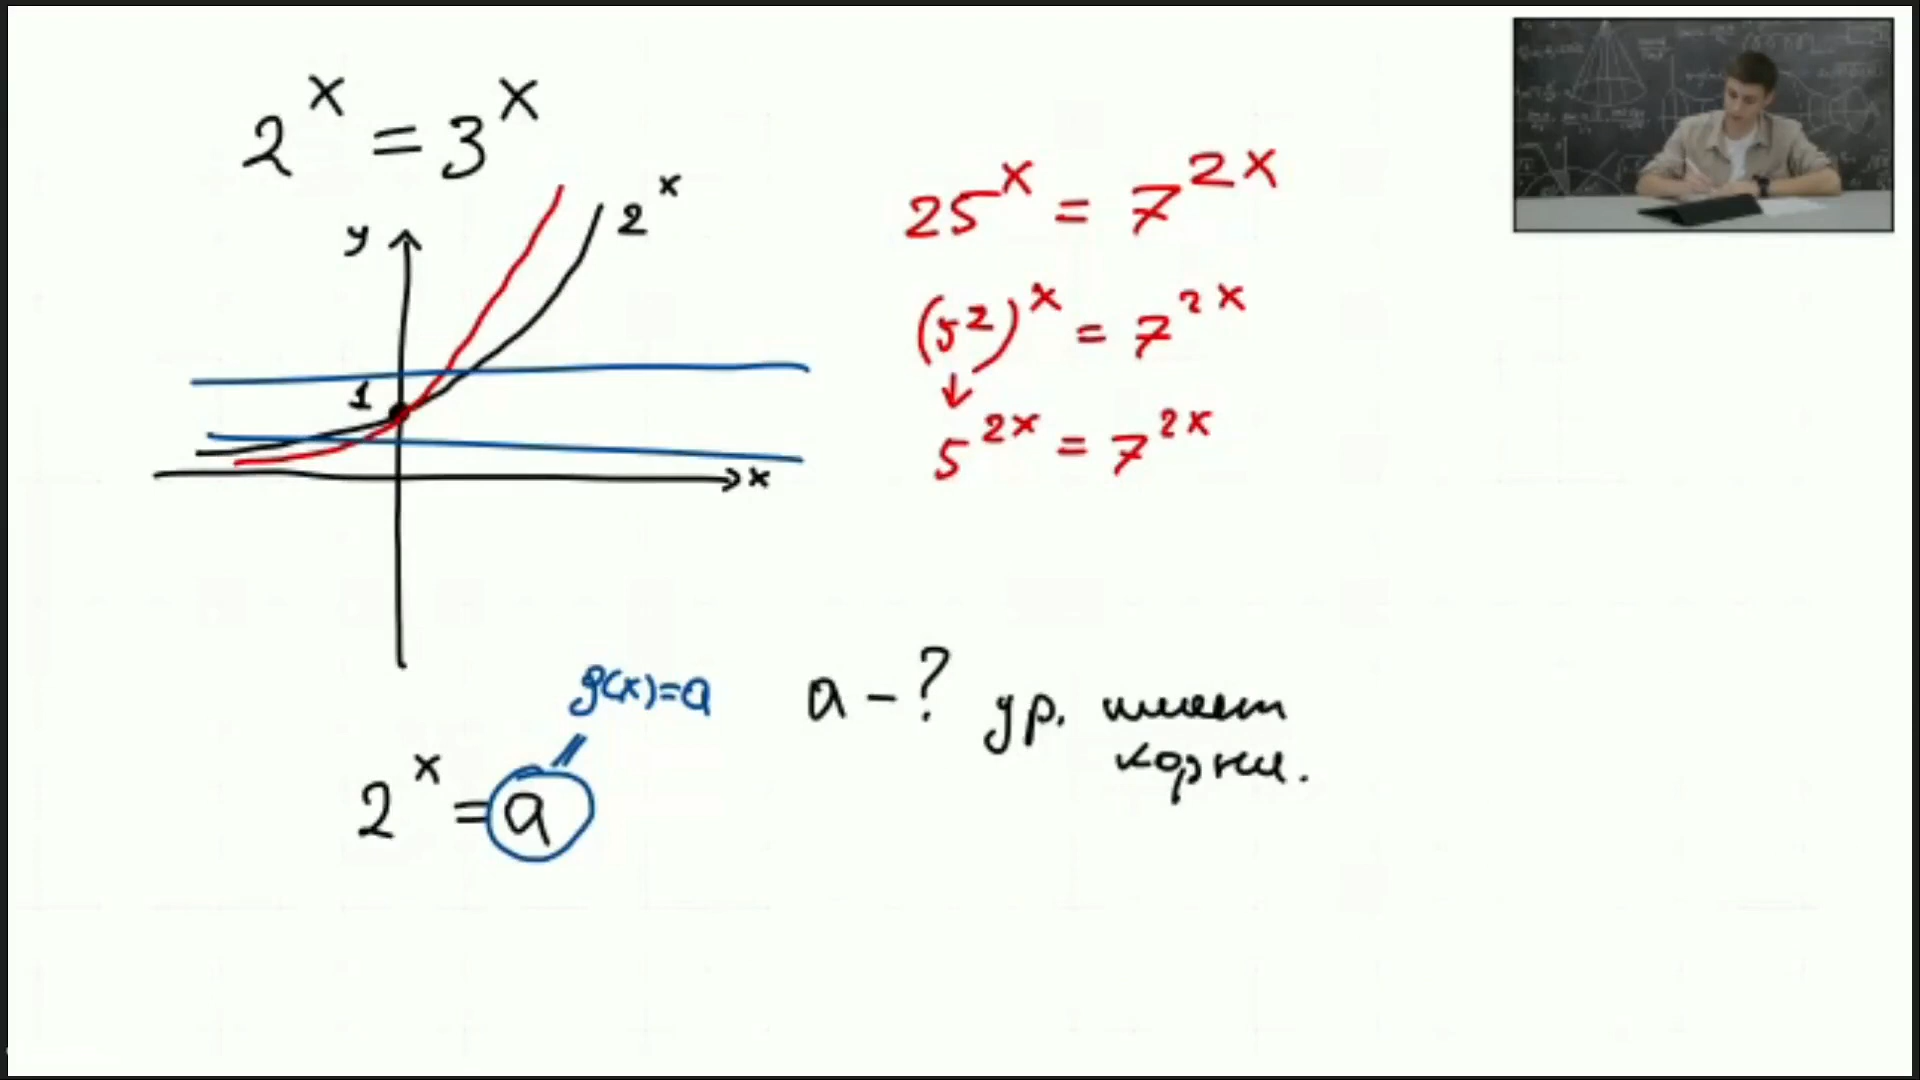 2^x = 3^x
2^x
y
1
x
25^x = 7^{2x}
(5^2)^x = 7^{2x}
5^{2x} = 7^{2x}
g(x)=a
a - ? ур. имеет
корни.
2^x = a